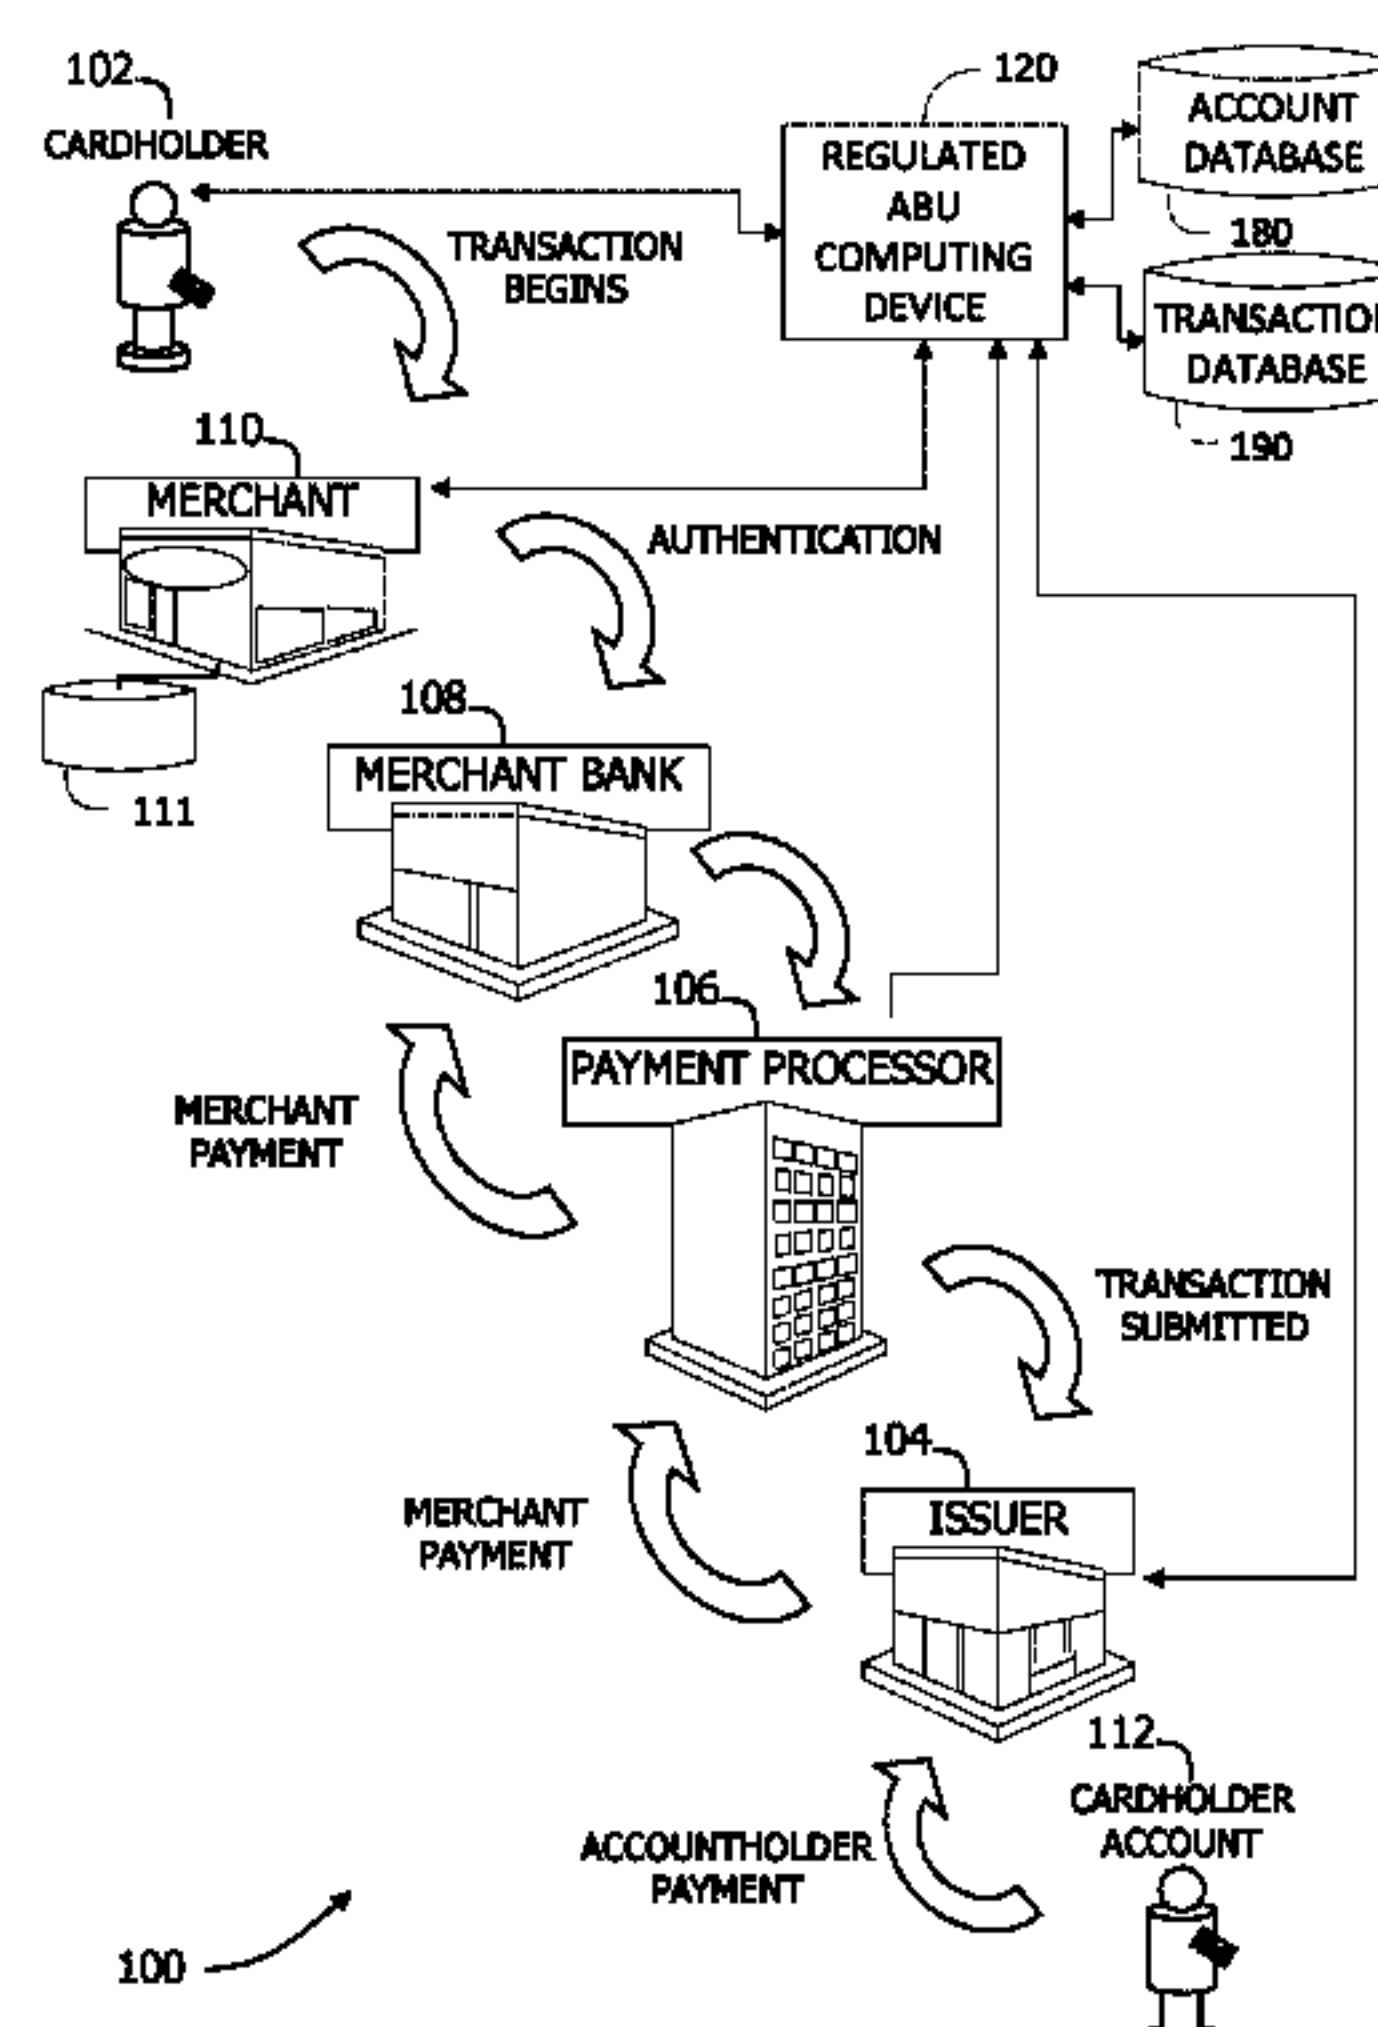 102
CARDHOLDER
120
REGULATED
ABU
COMPUTING
DEVICE
ACCOUNT
DATABASE
180
TRANSACTION
BEGINS
TRANSACTIO
DATABASE
190
110
MERCHANT
AUTHENTICATION
111
108
MERCHANT BANK
106
PAYMENT PROCESSOR
MERCHANT
PAYMENT
TRANSACTION
SUBMITTED
104
ISSUER
MERCHANT
PAYMENT
112
CARDHOLDER
ACCOUNT
ACCOUNTHOLDER
PAYMENT
100